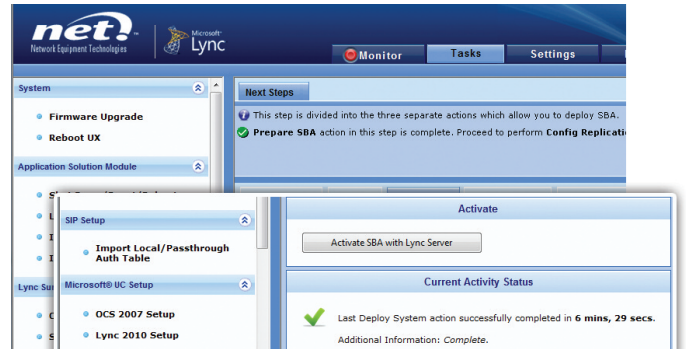 net.
Network Equipment Technologies
Microsoft®
Lync
Monitor
Tasks
Settings
System
Firmware Upgrade
Reboot UX
Application Solution Module
Next Steps
This step is divided into the three separate actions which allow you to deploy SBA.
Prepare SBA action in this step is complete. Proceed to perform Config Replicati
SIP Setup
Import Local/Passthrough
Auth Table
Microsoft® UC Setup
OCS 2007 Setup
Lync 2010 Setup
Activate
Activate SBA with Lync Server
Current Activity Status
Last Deploy System action successfully completed in 6 mins, 29 secs.
Additional Information: Complete.
Lync Sur